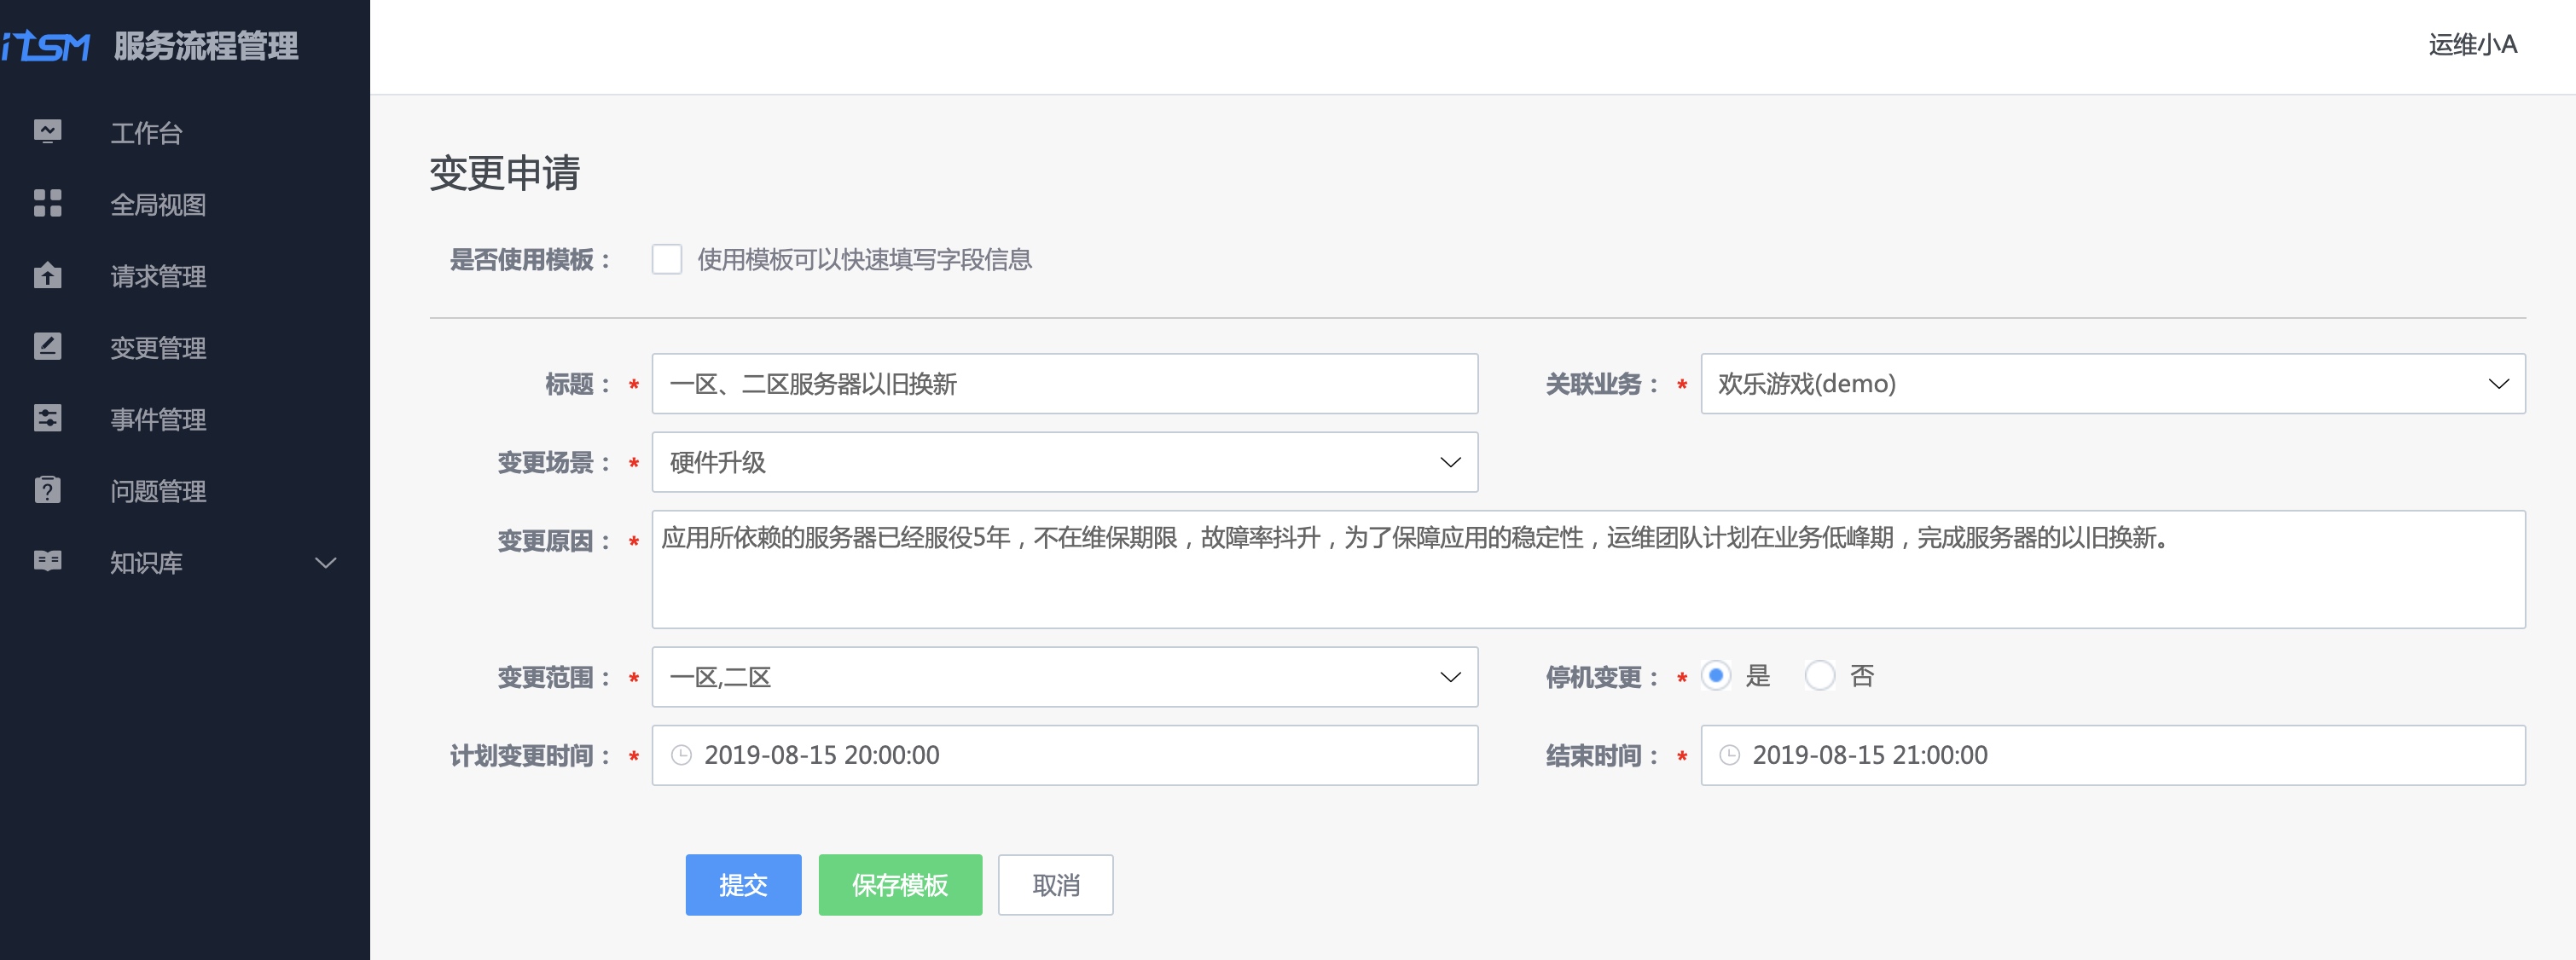 iTSM 服务流程管理
运维小A
工作台
全局视图
请求管理
变更管理
事件管理
问题管理
知识库
变更申请
是否使用模板： 使用模板可以快速填写字段信息
标题： * 一区、二区服务器以旧换新 关联业务： * 欢乐游戏(demo)
变更场景： * 硬件升级
变更原因： * 应用所依赖的服务器已经服役5年，不在维保期限，故障率抖升，为了保障应用的稳定性，运维团队计划在业务低峰期，完成服务器的以旧换新。
变更范围： * 一区,二区 停机变更： * 是 否
计划变更时间： * 2019-08-15 20:00:00 结束时间： * 2019-08-15 21:00:00
提交 保存模板 取消